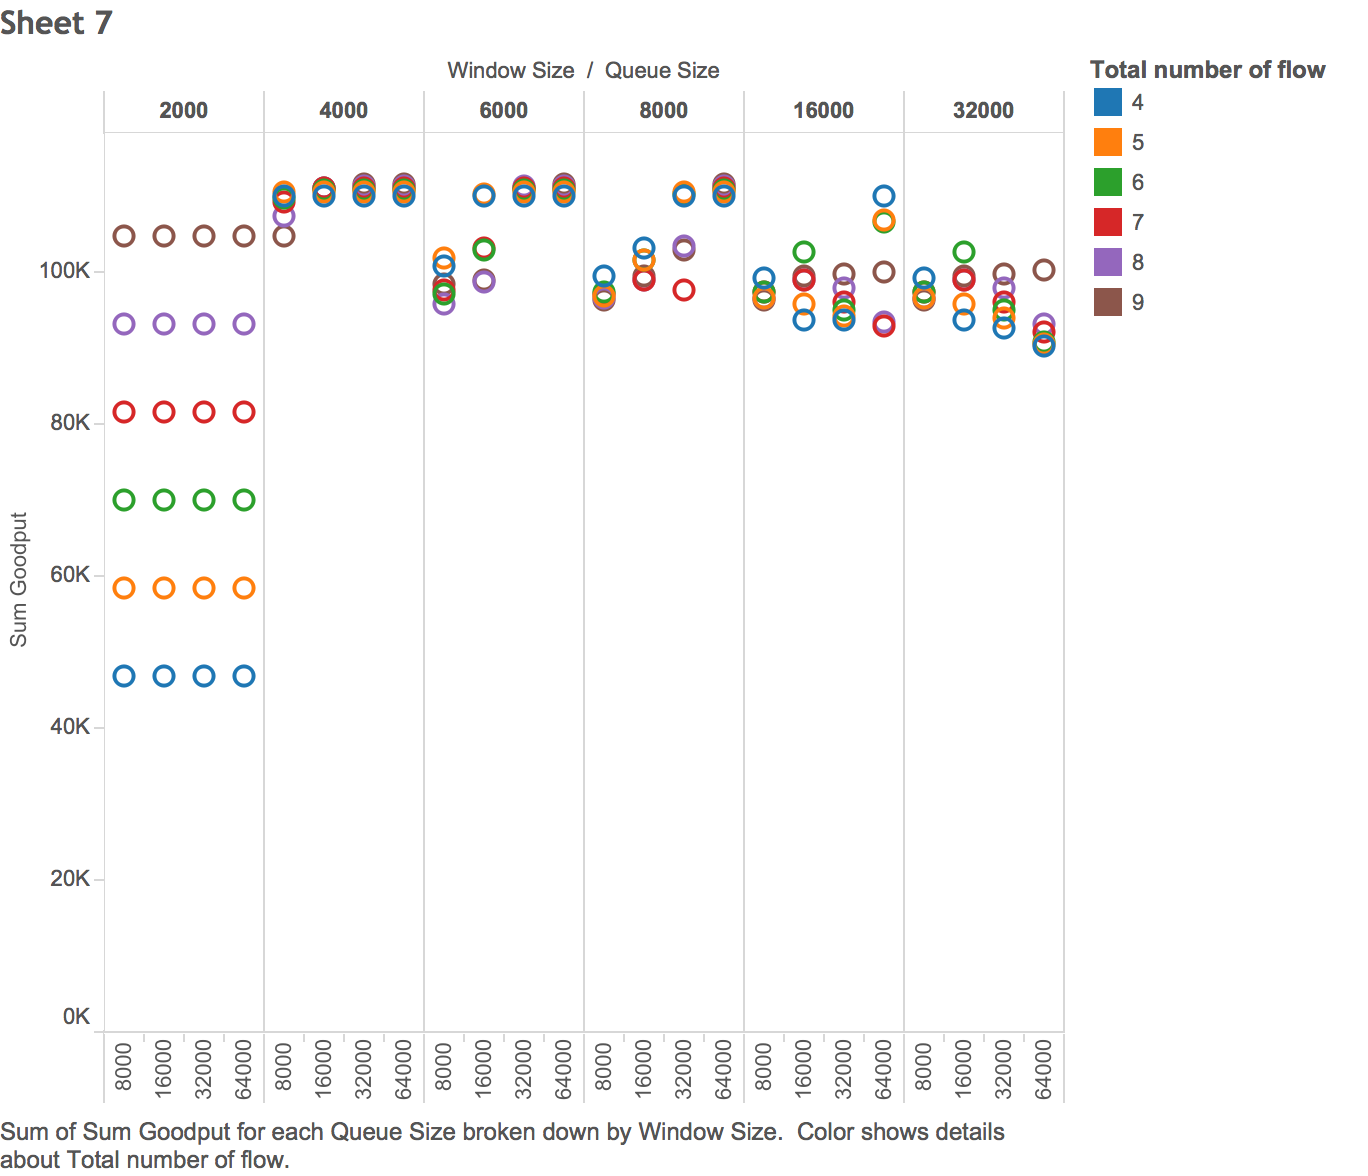 Sheet 7
Window Size / Queue Size
Total number of flow
2000 4000 6000 8000 16000 32000
4
5
6
7
8
9
100K
80K
60K
40K
20K
0K
Sum Goodput
8000 16000 32000 64000 8000 16000 32000 64000 8000 16000 32000 64000 8000 16000 32000 64000 8000 16000 32000 64000 8000 16000 32000 64000
Sum of Sum Goodput for each Queue Size broken down by Window Size. Color shows details
about Total number of flow.